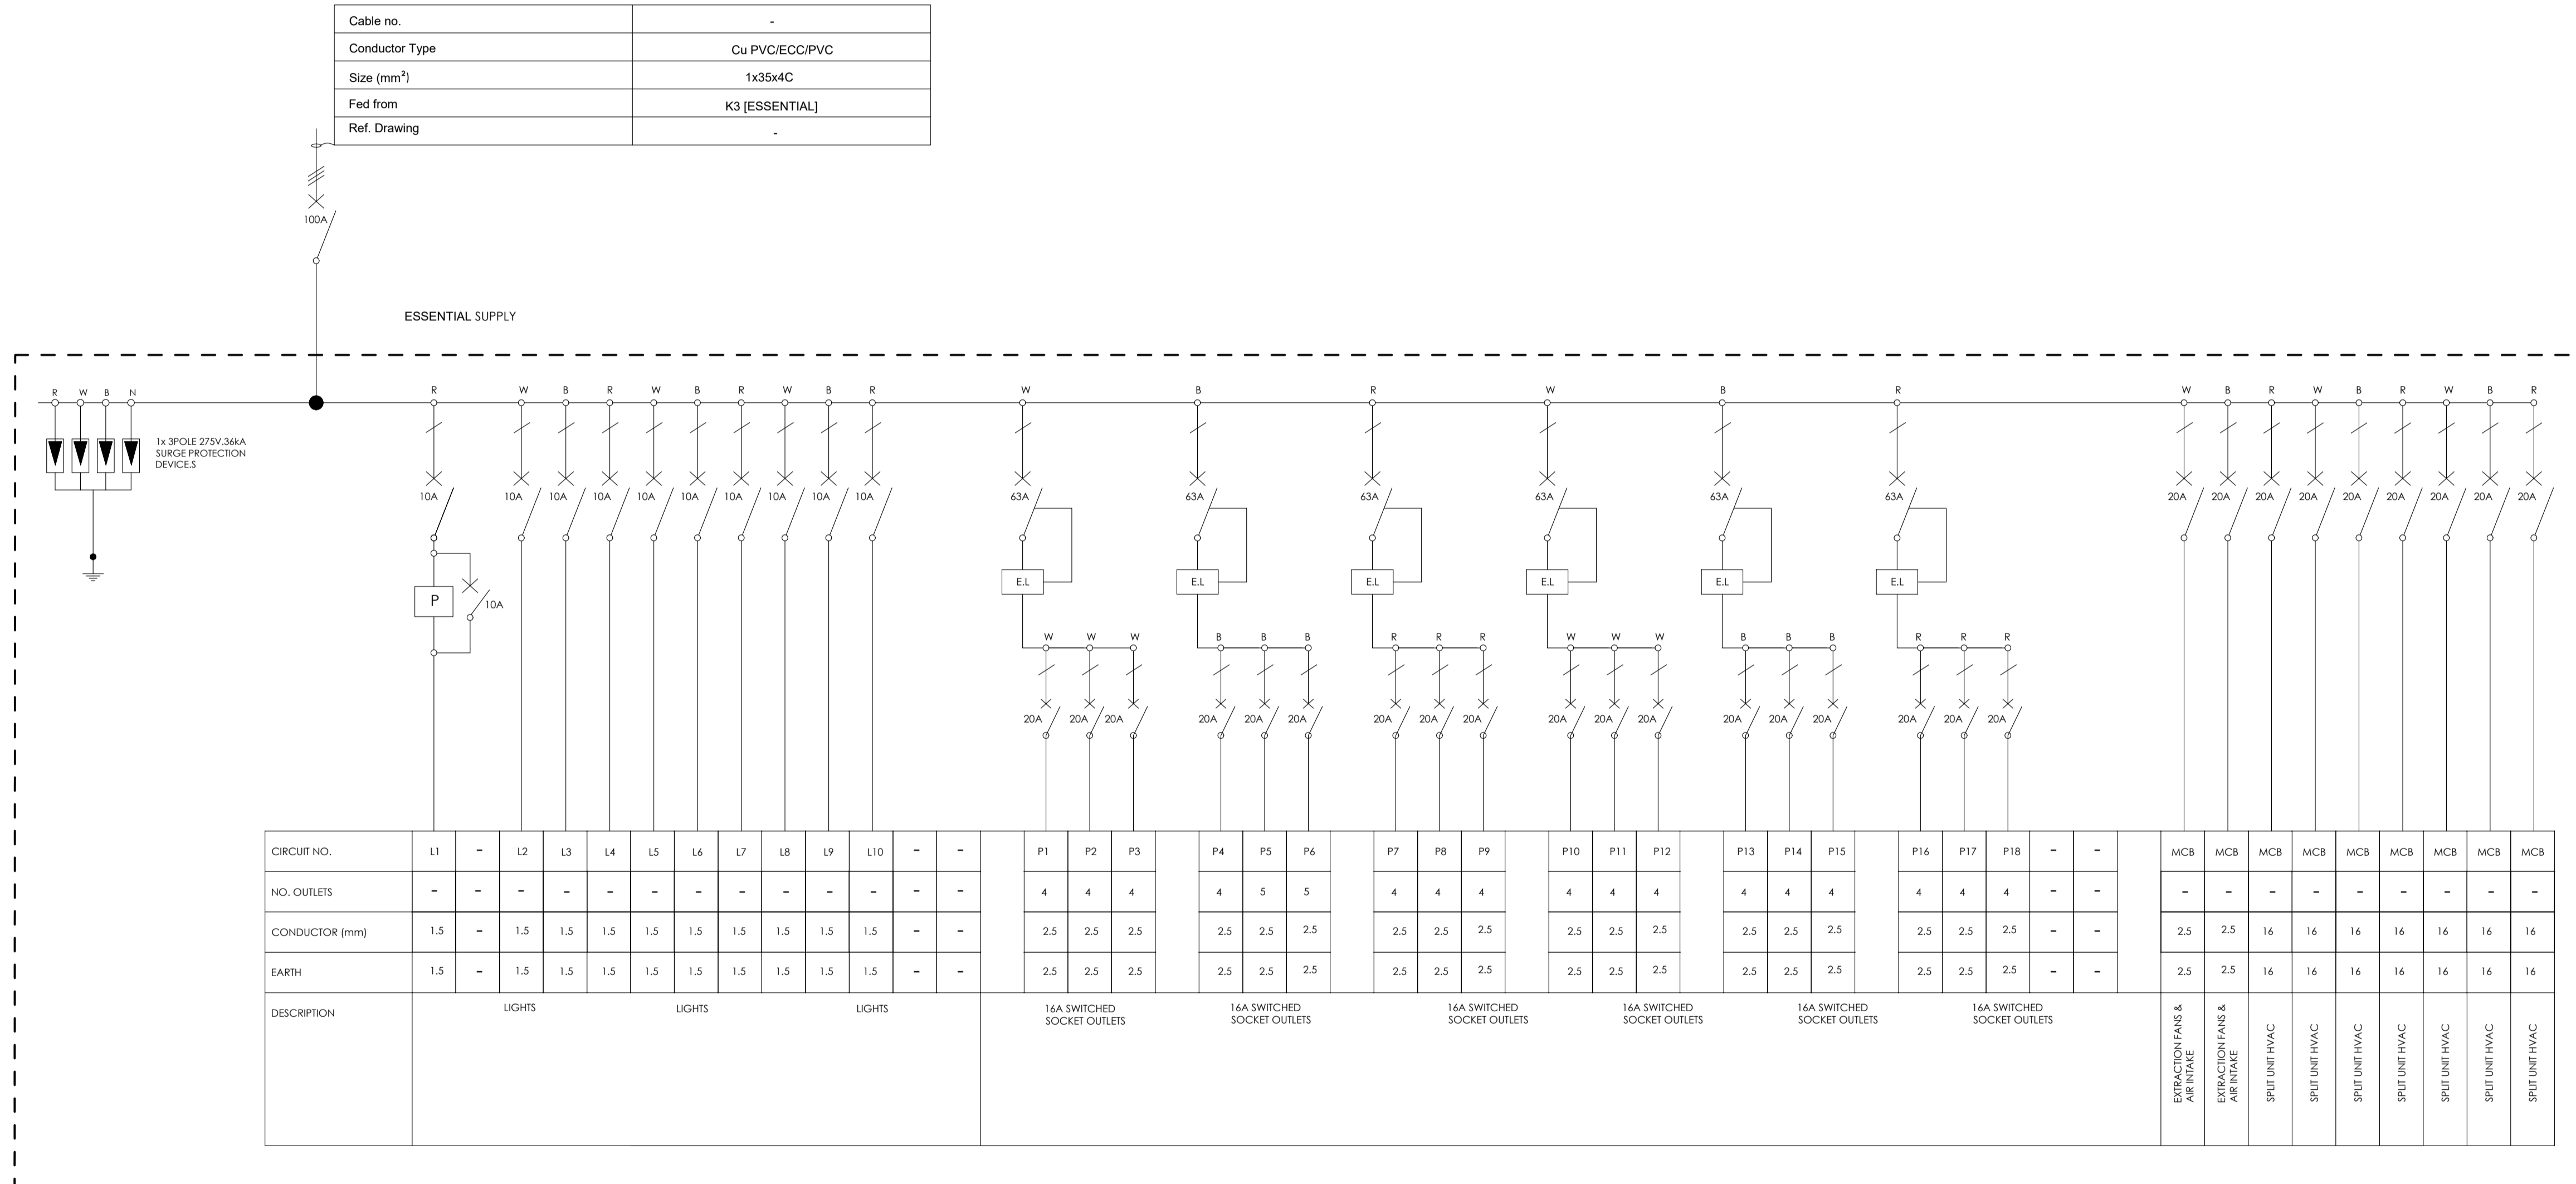 Cable no. -
Conductor Type Cu PVC/ECC/PVC
Size (mm²) 1x35x4C
Fed from K3 [ESSENTIAL]
Ref. Drawing -
100A
ESSENTIAL SUPPLY
R W B N R W B R W B R W B R W B R W B R W B R W B R W B R
1x 3POLE 275V.36kA
SURGE PROTECTION
DEVICE.S
10A 10A 10A 10A 10A 10A 10A 10A 10A 10A 63A 63A 63A 63A 63A 63A 20A 20A 20A 20A 20A 20A 20A 20A 20A
E.L E.L E.L E.L E.L E.L
P 10A
W W W B B B R R R W W W B B B R R R
20A 20A 20A 20A 20A 20A 20A 20A 20A 20A 20A 20A 20A 20A 20A 20A 20A 20A
CIRCUIT NO. L1 - L2 L3 L4 L5 L6 L7 L8 L9 L10 - - P1 P2 P3 P4 P5 P6 P7 P8 P9 P10 P11 P12 P13 P14 P15 P16 P17 P18 - - MCB MCB MCB MCB MCB MCB MCB MCB MCB
NO. OUTLETS - - - - - - - - - - - - - 4 4 4 4 5 5 4 4 4 4 4 4 4 4 4 4 4 4 - - - - - - - - - - -
CONDUCTOR (mm) 1.5 - 1.5 1.5 1.5 1.5 1.5 1.5 1.5 1.5 1.5 - - 2.5 2.5 2.5 2.5 2.5 2.5 2.5 2.5 2.5 2.5 2.5 2.5 2.5 2.5 2.5 2.5 2.5 2.5 - - 2.5 2.5 16 16 16 16 16 16 16
EARTH 1.5 - 1.5 1.5 1.5 1.5 1.5 1.5 1.5 1.5 1.5 - - 2.5 2.5 2.5 2.5 2.5 2.5 2.5 2.5 2.5 2.5 2.5 2.5 2.5 2.5 2.5 2.5 2.5 2.5 - - 2.5 2.5 16 16 16 16 16 16 16
DESCRIPTION
LIGHTS LIGHTS LIGHTS
16A SWITCHED
SOCKET OUTLETS
16A SWITCHED
SOCKET OUTLETS
16A SWITCHED
SOCKET OUTLETS
16A SWITCHED
SOCKET OUTLETS
16A SWITCHED
SOCKET OUTLETS
16A SWITCHED
SOCKET OUTLETS
EXTRACTION FANS &
AIR INTAKE
EXTRACTION FANS &
AIR INTAKE
SPLIT UNIT HVAC
SPLIT UNIT HVAC
SPLIT UNIT HVAC
SPLIT UNIT HVAC
SPLIT UNIT HVAC
SPLIT UNIT HVAC
SPLIT UNIT HVAC